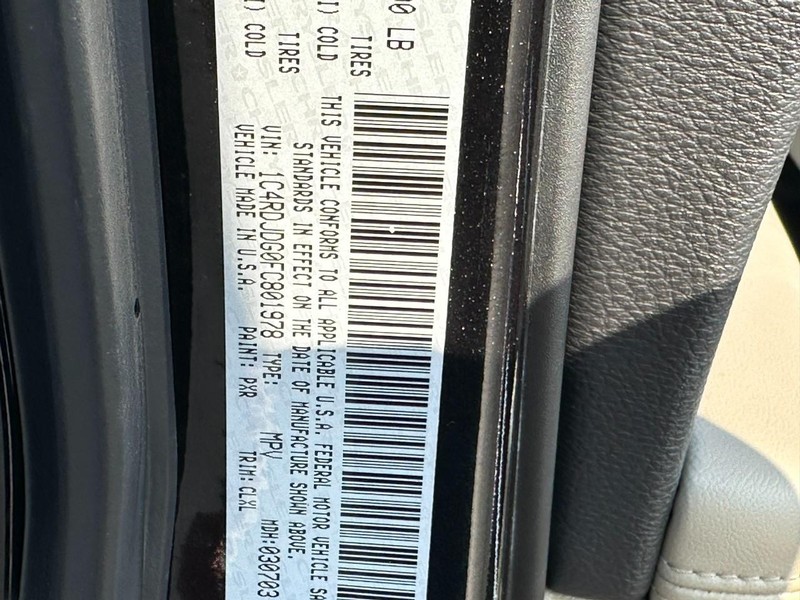 00 LB
TIRES
TIRES
1) COLD
1) COLD
THIS VEHICLE CONFORMS TO ALL APPLICABLE U.S.A. FEDERAL MOTOR VEHICLE SA
STANDARDS IN EFFECT ON THE DATE OF MANUFACTURE SHOWN ABOVE.
VIN: 1C4RDJDG0FC801978 TYPE: MPV MDH:030703
VEHICLE MADE IN U.S.A. PAINT: PXR TRIM:CLXL